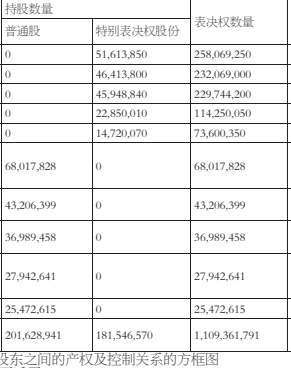 持股数量
表决权数量
普通股 特别表决权股份
0 51,613,850 258,069,250
0 46,413,800 232,069,000
0 45,948,840 229,744,200
0 22,850,010 114,250,050
0 14,720,070 73,600,350
68,017,828 0 68,017,828
43,206,399 0 43,206,399
36,989,458 0 36,989,458
27,942,641 0 27,942,641
25,472,615 0 25,472,615
201,628,941 181,546,570 1,109,361,791
股东之间的产权及控制关系的方框图